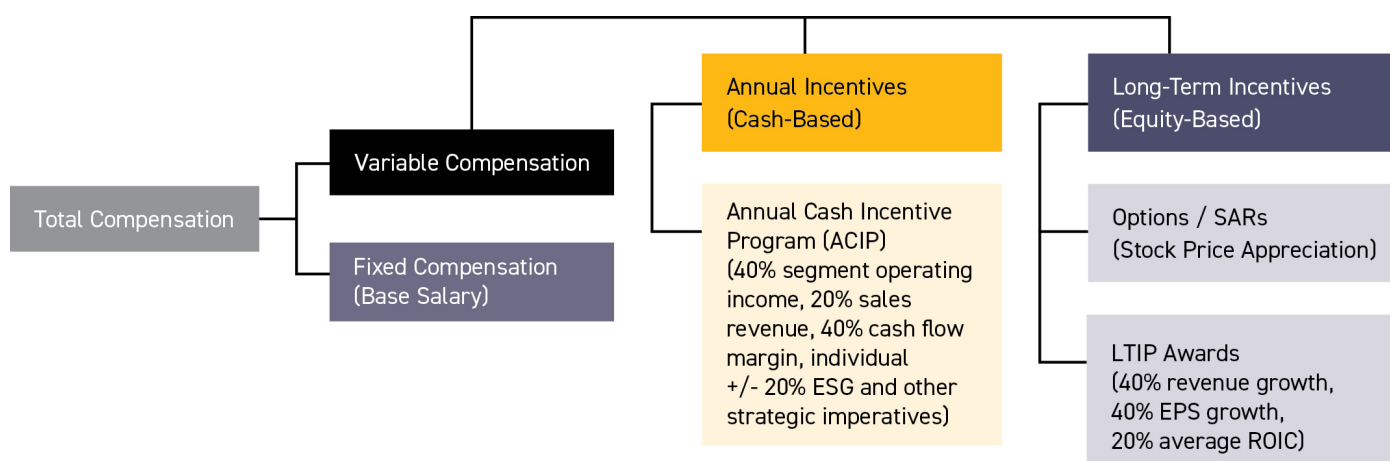 Total Compensation
Variable Compensation
Fixed Compensation
(Base Salary)
Annual Incentives
(Cash-Based)
Annual Cash Incentive
Program (ACIP)
(40% segment operating
income, 20% sales
revenue, 40% cash flow
margin, individual
+/- 20% ESG and other
strategic imperatives)
Long-Term Incentives
(Equity-Based)
Options / SARs
(Stock Price Appreciation)
LTIP Awards
(40% revenue growth,
40% EPS growth,
20% average ROIC)